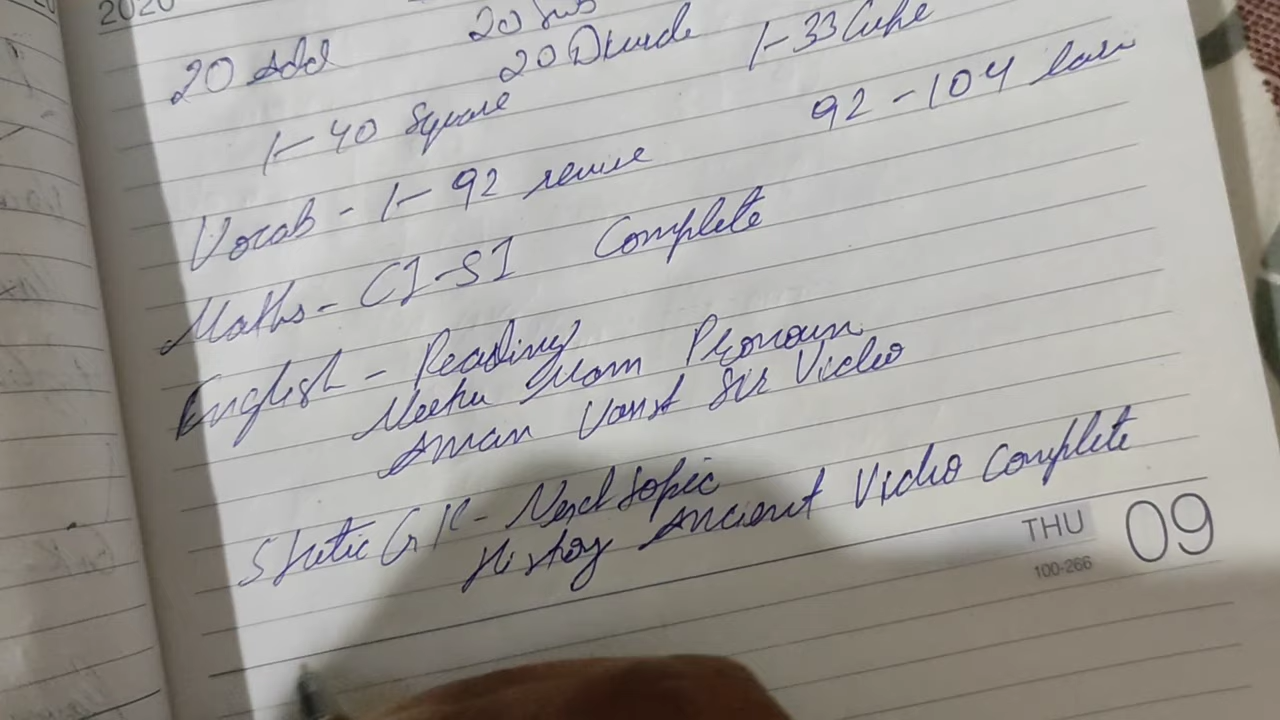 2020
20 Add 20 Sub
20 Divide 1-33 Cube
1-40 Square
Vocab - 1-92 revise 92-104 learn
Maths - CI-SI Complete
English - Reading
Neetu Mam Pronoun
Aman Vasist Sir Video
Static GK - Next topic
History Ancient Video Complete
THU 09
100-266